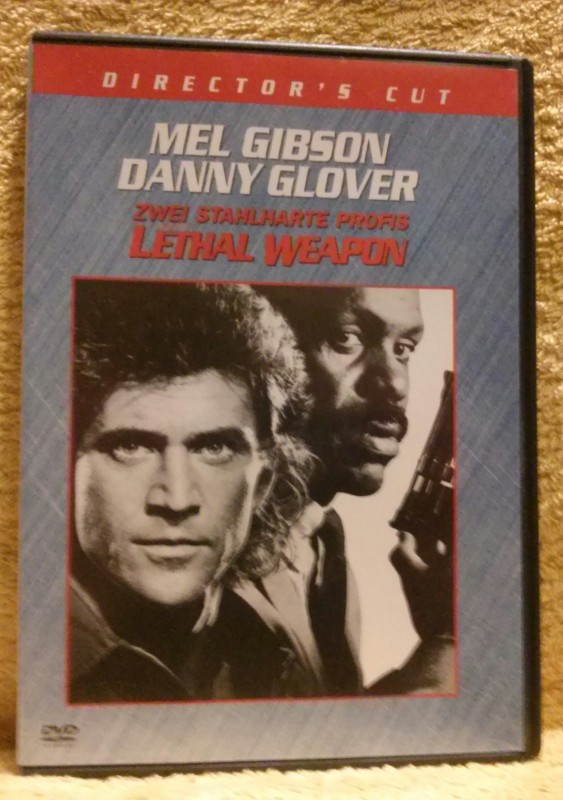 DIRECTOR'S CUT
MEL GIBSON
DANNY GLOVER
ZWEI STAHLHARTE PROFIS
LETHAL WEAPON
DVD